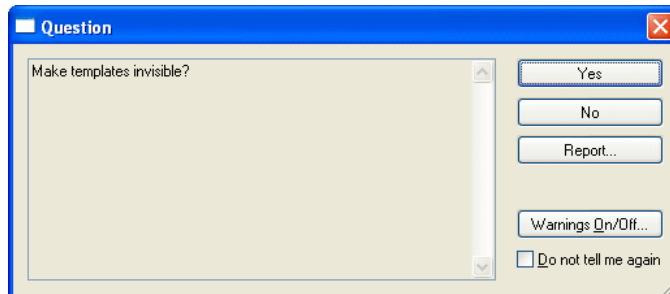 Question
Make templates invisible?
Yes
No
Report...
Warnings On/Off...
Do not tell me again